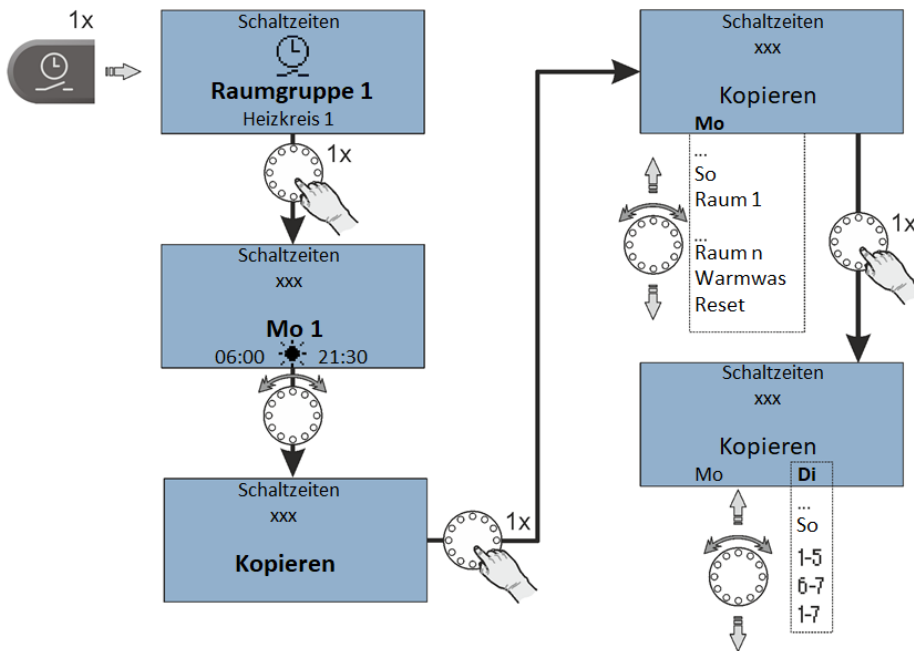 1x
Schaltzeiten
Raumgruppe 1
Heizkreis 1
1x
Schaltzeiten
xxx
Mo 1
06:00 21:30
Schaltzeiten
xxx
Kopieren
1x
Schaltzeiten
xxx
Kopieren
Mo
...
So
Raum 1
...
Raum n
Warmwas
Reset
1x
Schaltzeiten
xxx
Kopieren
Mo Di
...
So
1-5
6-7
1-7